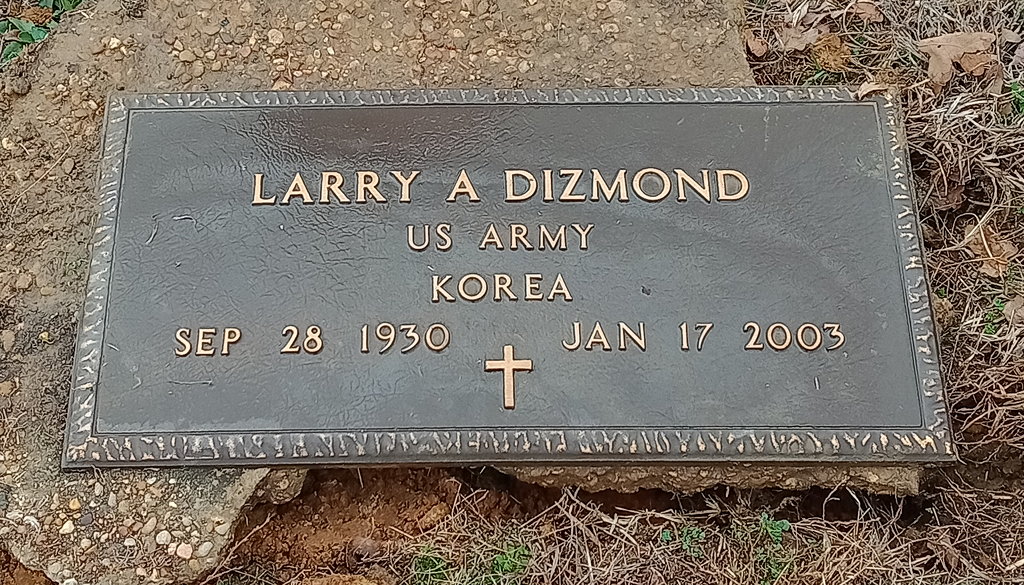 LARRY A DIZMOND
US ARMY
KOREA
SEP 28 1930 JAN 17 2003